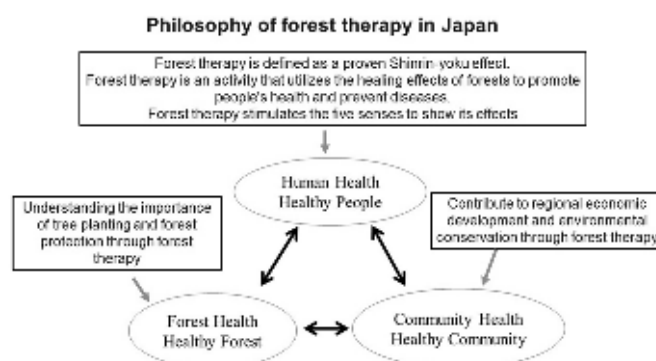 Philosophy of forest therapy in Japan
Forest therapy is defined as a proven Shinrin-yoku effect.
Forest therapy is an activity that utilizes the healing effects of forests to promote
people's health and prevent diseases.
Forest therapy stimulates the five senses to show its effects
Human Health
Healthy People
Understanding the importance
of tree planting and forest
protection through forest
therapy
Contribute to regional economic
development and environmental
conservation through forest therapy
Forest Health
Healthy Forest
Community Health
Healthy Community